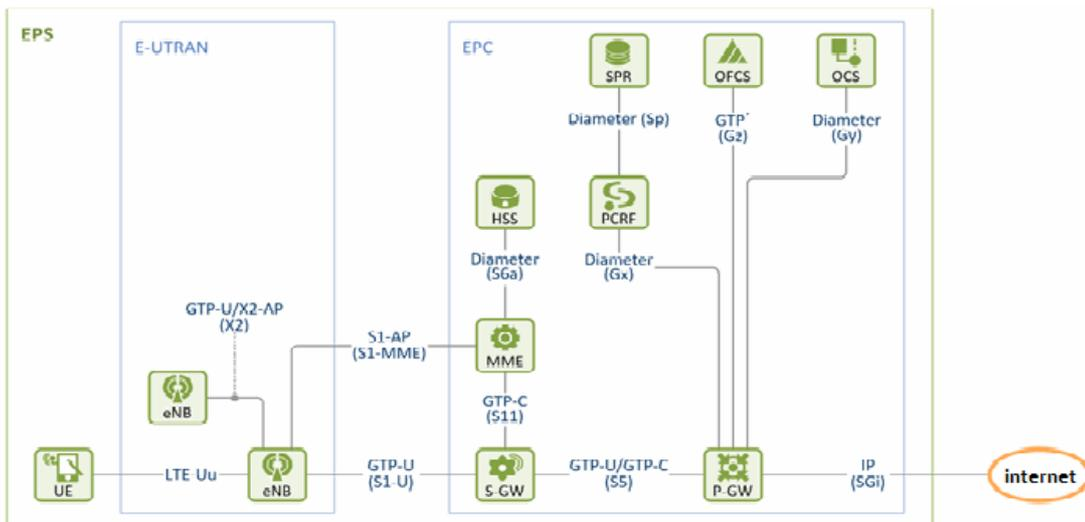 EPS
E-UTRAN
EPC
SPR
OFCS
OCS
Diameter (Sp)
GTP'
(Gz)
Diameter
(Gy)
HSS
PCRF
Diameter
(S6a)
Diameter
(Gx)
GTP-U/X2-AP
(X2)
S1-AP
(S1-MME)
MME
eNB
GTP-C
(S11)
UE
LTE Uu
eNB
GTP-U
(S1-U)
S-GW
GTP-U/GTP-C
(S5)
P-GW
IP
(SGi)
internet